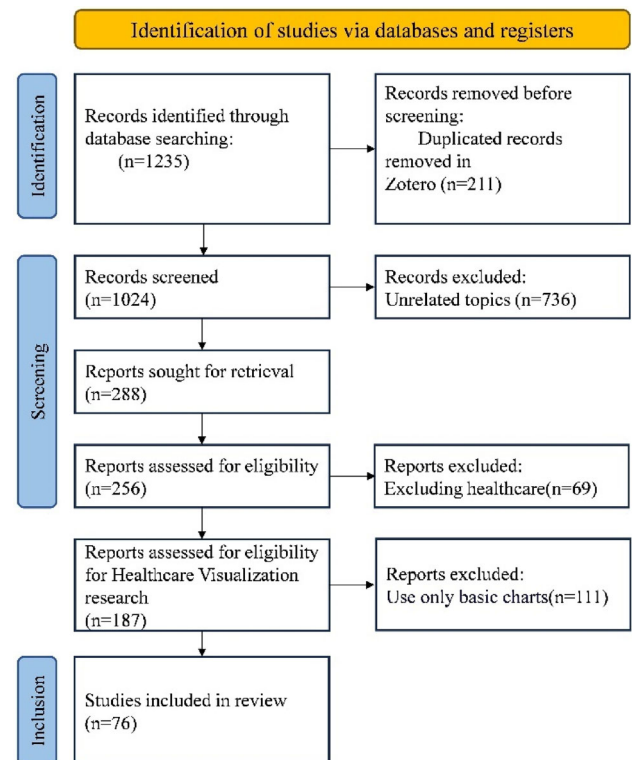 Identification of studies via databases and registers
Identification
Records identified through
database searching:
(n=1235)
Records removed before
screening:
Duplicated records
removed in
Zotero (n=211)
Screening
Records screened
(n=1024)
Records excluded:
Unrelated topics (n=736)
Reports sought for retrieval
(n=288)
Reports assessed for eligibility
(n=256)
Reports excluded:
Excluding healthcare(n=69)
Reports assessed for eligibility
for Healthcare Visualization
research
(n=187)
Reports excluded:
Use only basic charts(n=111)
Inclusion
Studies included in review
(n=76)